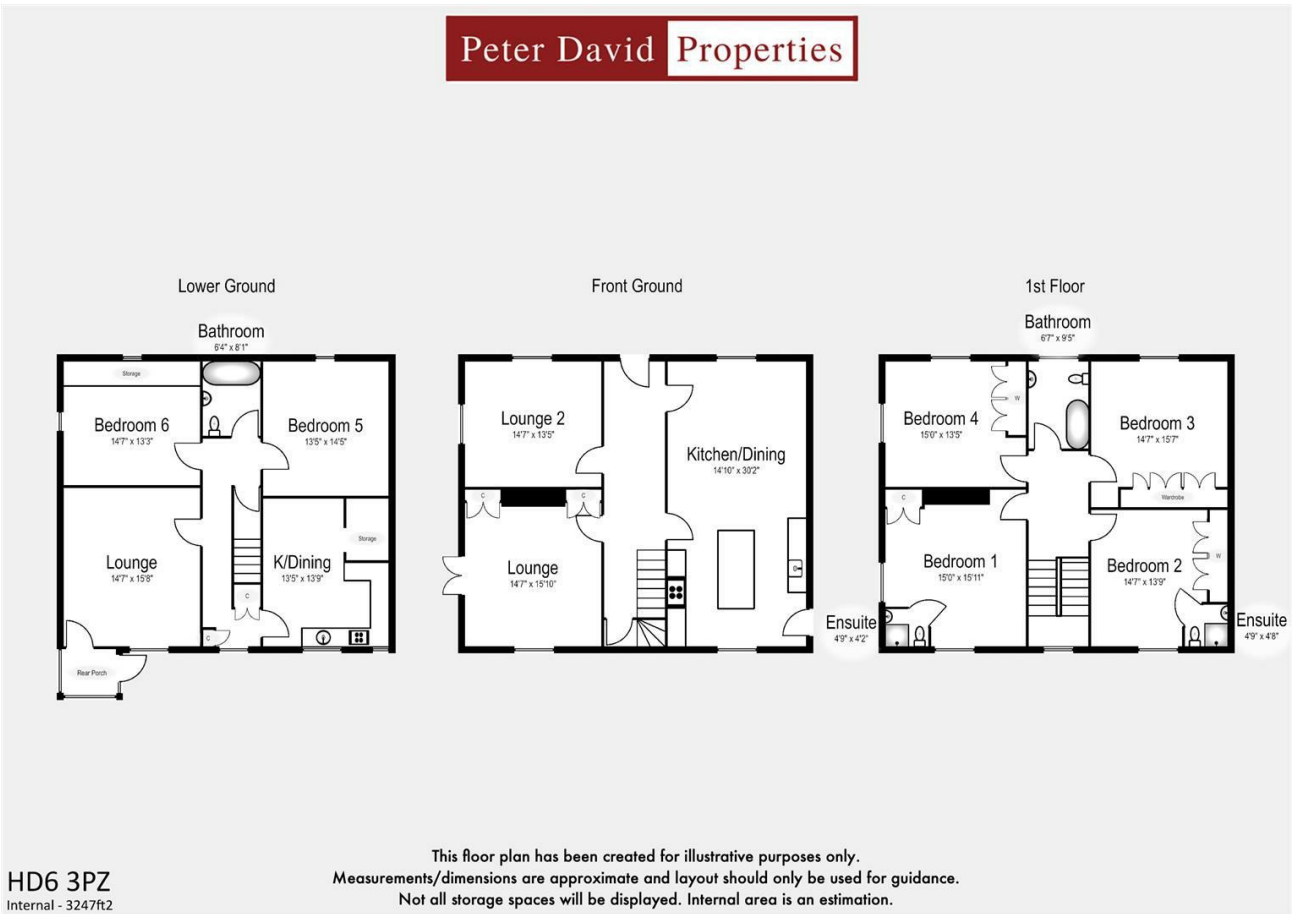 Peter David Properties
Lower Ground
Bathroom
6'4" x 8'1"
Storage
Bedroom 6
14'7" x 13'3"
Bedroom 5
13'5" x 14'5"
Lounge
14'7" x 15'8"
K/Dining
13'5" x 13'9"
Storage
C
C
Rear Porch
Front Ground
Lounge 2
14'7" x 13'5"
Kitchen/Dining
14'10" x 30'2"
C
C
Lounge
14'7" x 15'10"
1st Floor
Bathroom
6'7" x 9'5"
Bedroom 4
15'0" x 13'5"
W
Bedroom 3
14'7" x 15'7"
Wardrobe
C
Bedroom 1
15'0" x 15'11"
Bedroom 2
14'7" x 13'9"
W
Ensuite
4'9" x 4'2"
Ensuite
4'9" x 4'8"
This floor plan has been created for illustrative purposes only.
Measurements/dimensions are approximate and layout should only be used for guidance.
Not all storage spaces will be displayed. Internal area is an estimation.
HD6 3PZ
Internal - 3247ft2